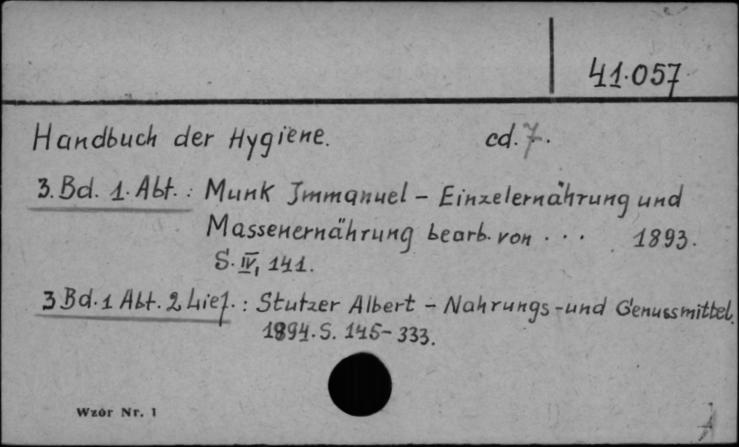 41.057
Handbuch der Hygiene. cd. 7.
3. Bd. 1. Abt. : Munk Immanuel - Einzelernährung und
Massenernährung bearb. von . . . 1893.
S. IV, 141.
3 Bd. 1 Abt. 2 Lief. : Stutzer Albert - Nahrungs-und Genussmittel.
1894. S. 145-333.
Wzór Nr. 1